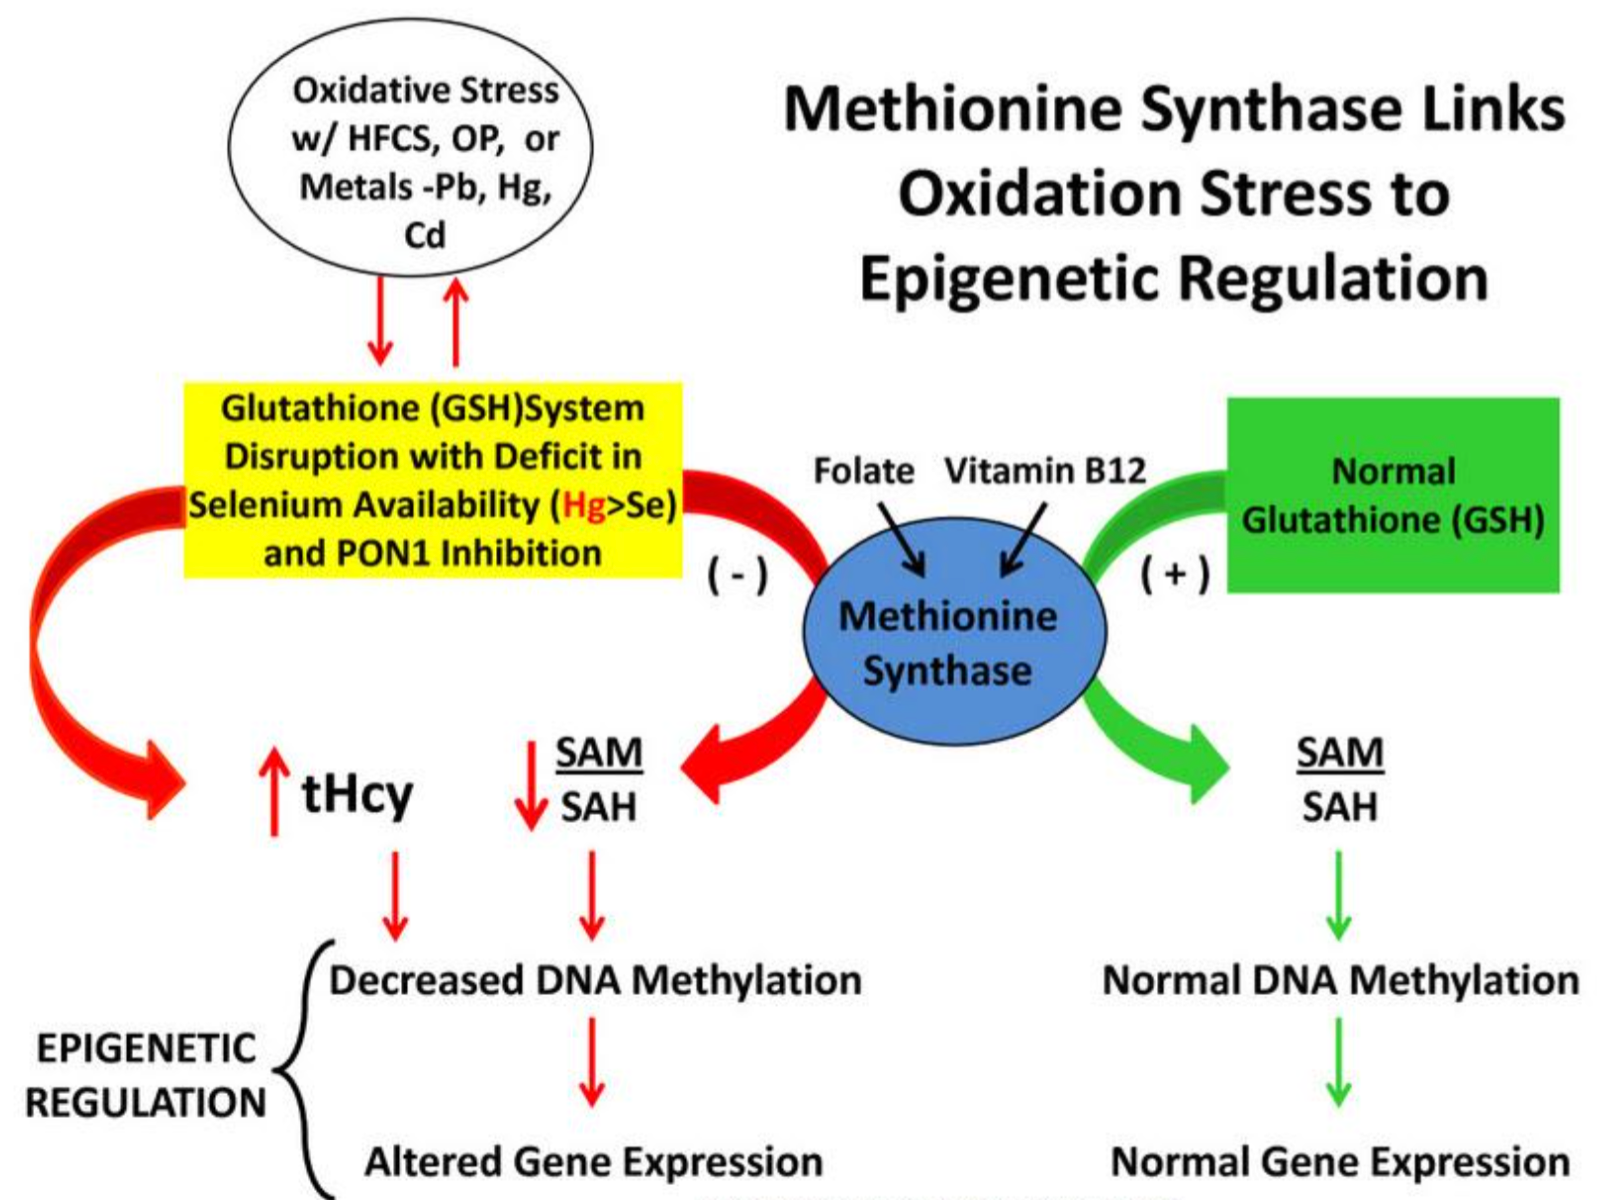 Oxidative Stress
w/ HFCS, OP, or
Metals -Pb, Hg,
Cd
Methionine Synthase Links
Oxidation Stress to
Epigenetic Regulation
Glutathione (GSH)System
Disruption with Deficit in
Selenium Availability (Hg>Se)
and PON1 Inhibition
Folate Vitamin B12
Normal
Glutathione (GSH)
( - )
( + )
Methionine
Synthase
tHcy
SAM
SAH
SAM
SAH
Decreased DNA Methylation
Normal DNA Methylation
EPIGENETIC
REGULATION
Altered Gene Expression
Normal Gene Expression